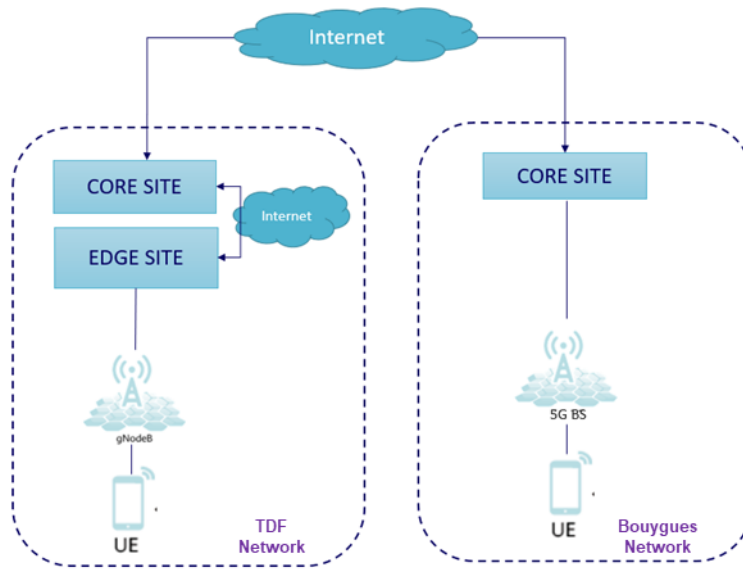 Internet
CORE SITE
Internet
EDGE SITE
gNodeB
UE
TDF
Network
CORE SITE
5G BS
UE
Bouygues
Network